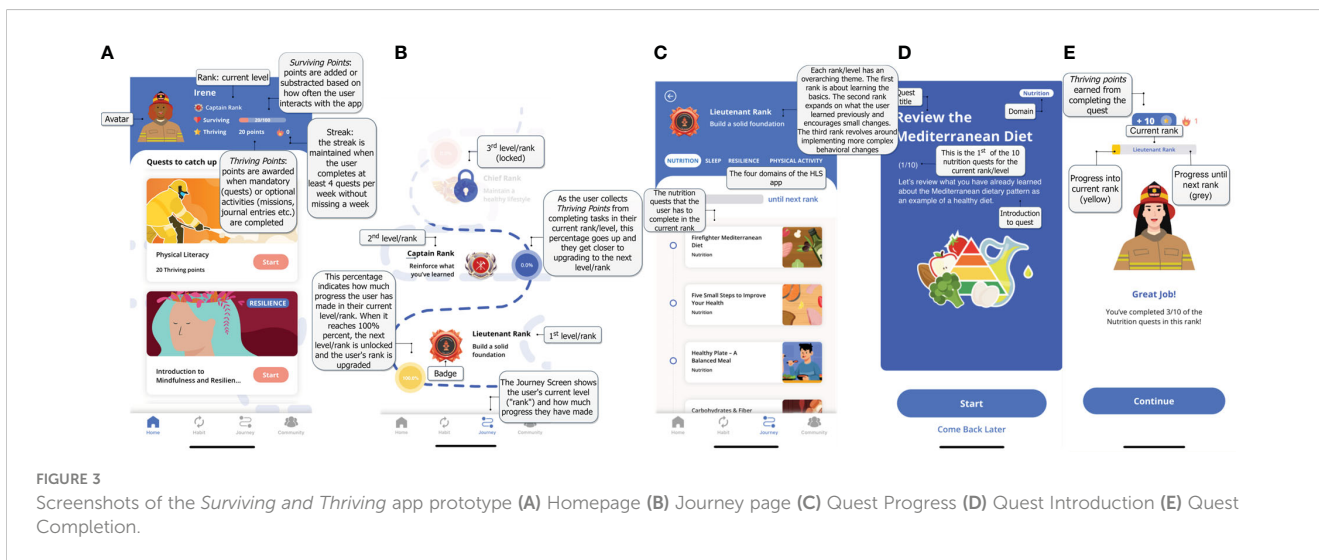 A
B
C
D
E
Rank: current level
Surviving Points:
points are added or
substracted based on
how often the user
interacts with the app
Avatar
Irene
Captain Rank
Surviving
20/100
Thriving
20 points
0
Streak:
the streak is
maintained when
the user
completes at
least 4 quests per
week without
missing a week
Quests to catch up
Thriving Points:
points are awarded
when mandatory
(quests) or optional
activities (missions,
journal entries etc.)
are completed
Physical Literacy
20 Thriving points
Start
RESILIENCE
Introduction to
Mindfulness and Resilien...
Start
Home
Habit
Journey
Community
3rd level/rank
(locked)
Chief Rank
Maintain a
healthy lifestyle
As the user collects
Thriving Points from
completing tasks in their
current rank/level, this
percentage goes up and
they get closer to
upgrading to the next
level/rank
2nd level/rank
Captain Rank
Reinforce what
you've learned
0.0%
This percentage
indicates how much
progress the user has
made in their current
level/rank. When it
reaches 100%
percent, the next
level/rank is unlocked
and the user's rank is
upgraded
Lieutenant Rank
Build a solid
foundation
1st level/rank
100.0%
Badge
The Journey Screen shows
the user's current level
("rank") and how much
progress they have made
Home
Habit
Journey
Community
Each rank/level has an
overarching theme. The first
rank is about learning the
basics. The second rank
expands on what the user
learned previously and
encourages small changes.
The third rank revolves around
implementing more complex
behavioral changes
Lieutenant Rank
Build a solid foundation
NUTRITION SLEEP RESILIENCE PHYSICAL ACTIVITY
The four domains of the HLS
app
The nutrition
quests that the
user has to
complete in the
current rank
until next rank
Firefighter Mediterranean
Diet
Nutrition
Five Small Steps to Improve
Your Health
Nutrition
Healthy Plate – A
Balanced Meal
Nutrition
Carbohydrates & Fiber
Home
Habit
Journey
Community
Quest
title
Nutrition
Domain
Review the
Mediterranean Diet
(1/10)
This is the 1st of the 10
nutrition quests for the
current rank/level
Let's review what you have already learned
about the Mediterranean dietary pattern as
an example of a healthy diet.
Introduction
to quest
Start
Come Back Later
Thriving points
earned from
completing the
quest
+ 10
1
Current rank
Lieutenant Rank
Progress into
current rank
(yellow)
Progress until
next rank
(grey)
Great Job!
You've completed 3/10 of the
Nutrition quests in this rank!
Continue
FIGURE 3
Screenshots of the Surviving and Thriving app prototype (A) Homepage (B) Journey page (C) Quest Progress (D) Quest Introduction (E) Quest
Completion.